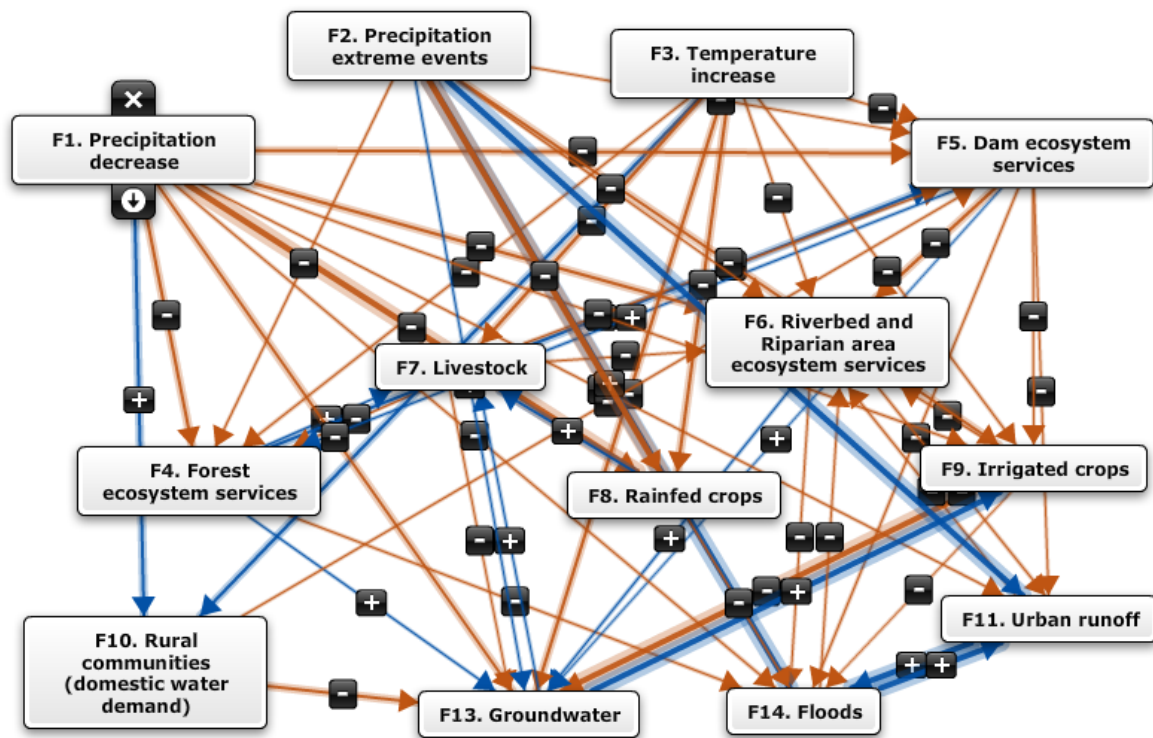 F2. Precipitation
extreme events
F3. Temperature
increase
F1. Precipitation
decrease
F5. Dam ecosystem
services
F6. Riverbed and
Riparian area
ecosystem services
F7. Livestock
F4. Forest
ecosystem services
F8. Rainfed crops
F9. Irrigated crops
F10. Rural
communities
(domestic water
demand)
F11. Urban runoff
F13. Groundwater
F14. Floods